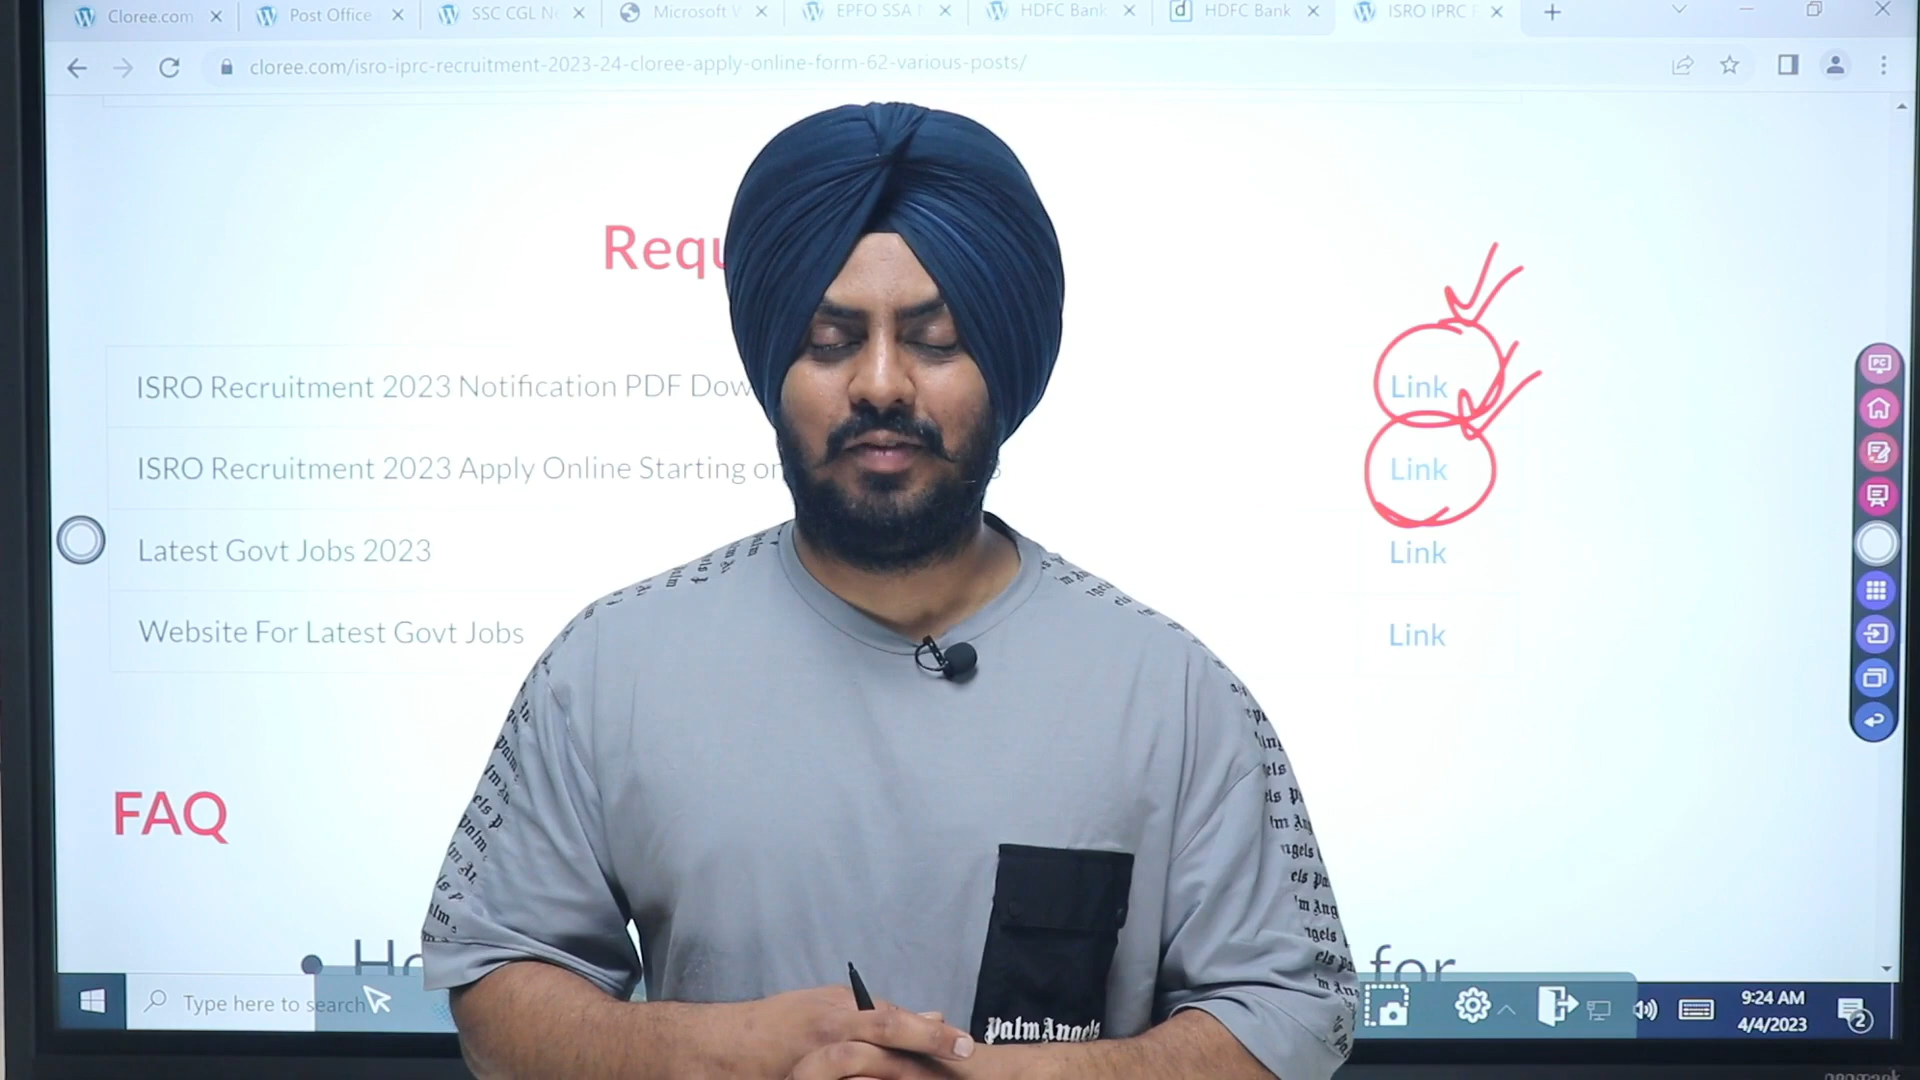 Cloree.com
Post Office
SSC CGL N
Microsoft
EPFO SSA
HDFC Bank
HDFC Bank
ISRO IPRC
cloree.com/isro-iprc-recruitment-2023-24-cloree-apply-online-form-62-various-posts/
Requ
ISRO Recruitment 2023 Notification PDF Dow
Link
ISRO Recruitment 2023 Apply Online Starting on
Link
Latest Govt Jobs 2023
Link
Website For Latest Govt Jobs
Link
FAQ
for
Type here to search
9:24 AM
4/4/2023
2
PC
Palm Angels